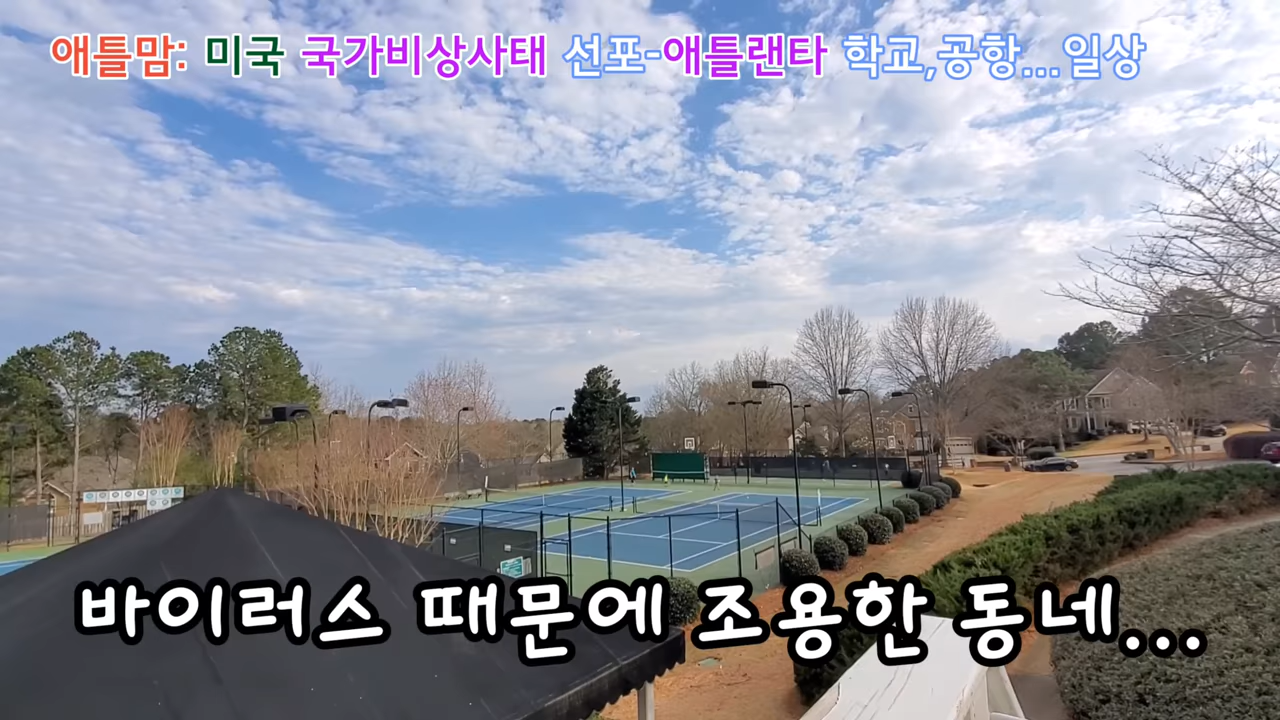 애틀맘: 미국 국가비상사태 선포-애틀랜타 학교,공항...일상
바이러스 때문에 조용한 동네...